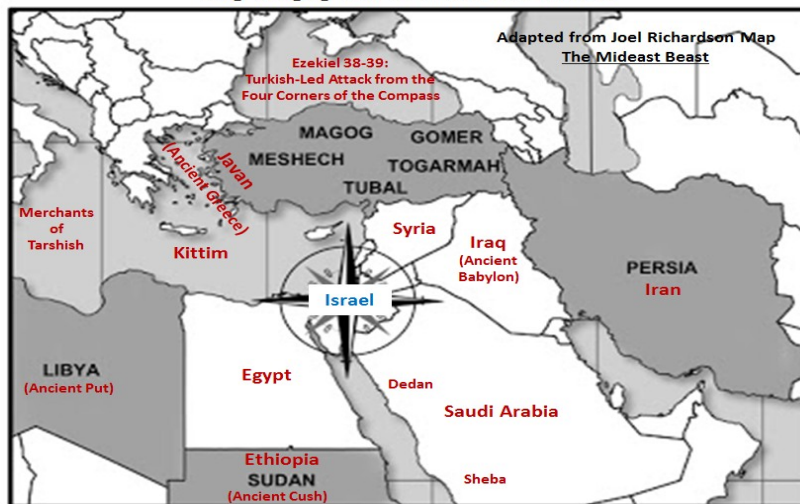 Adapted from Joel Richardson Map
The Mideast Beast
Ezekiel 38-39:
Turkish-Led Attack from the
Four Corners of the Compass
MAGOG
GOMER
MESHECH
TOGARMAH
TUBAL
Javan
(Ancient Greece)
Merchants
of
Tarshish
Kittim
Syria
Iraq
(Ancient
Babylon)
PERSIA
Iran
Israel
LIBYA
(Ancient Put)
Egypt
Dedan
Saudi Arabia
Sheba
Ethiopia
SUDAN
(Ancient Cush)